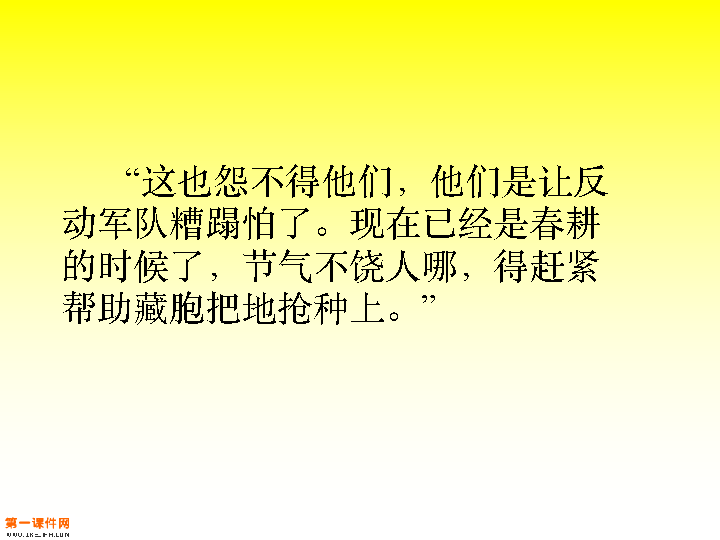 “这也怨不得他们，他们是让反
动军队糟蹋怕了。现在已经是春耕
的时候了，节气不饶人哪，得赶紧
帮助藏胞把地抢种上。”
第一课件网